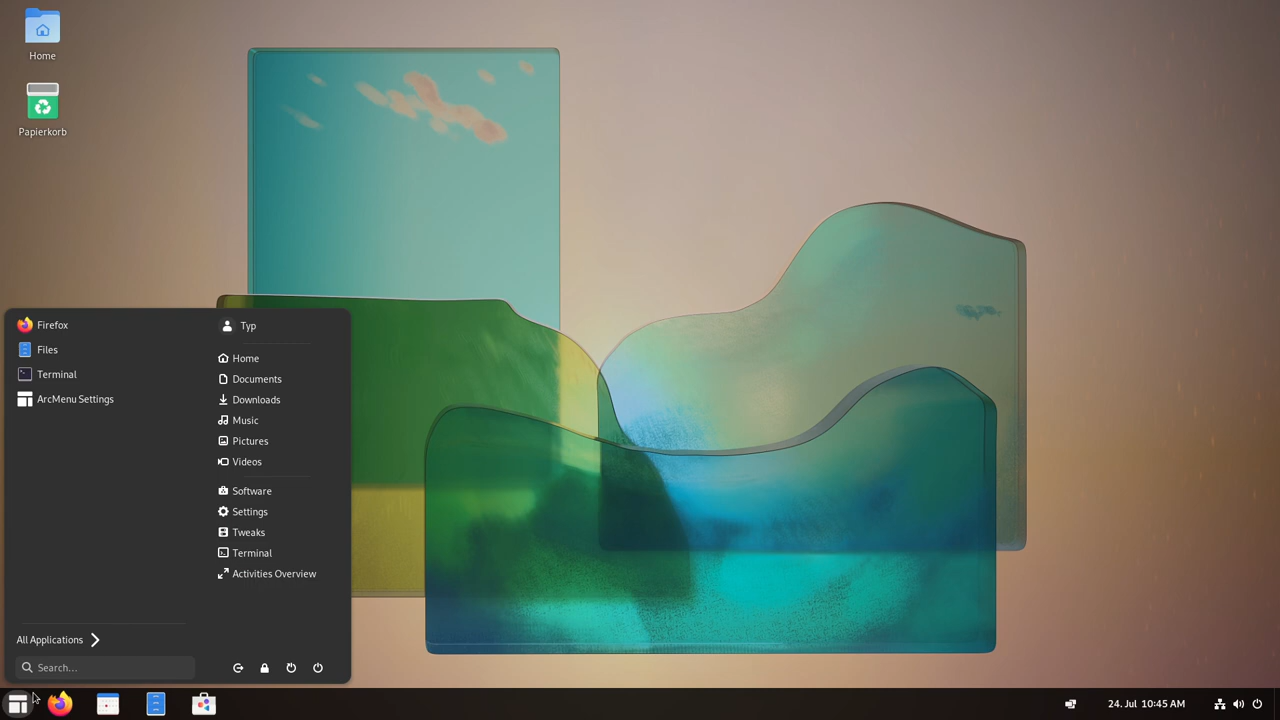 Home
Papierkorb
Firefox
Files
Terminal
ArcMenu Settings
Typ
Home
Documents
Downloads
Music
Pictures
Videos
Software
Settings
Tweaks
Terminal
Activities Overview
All Applications
Search…
24. Jul 10:45 AM